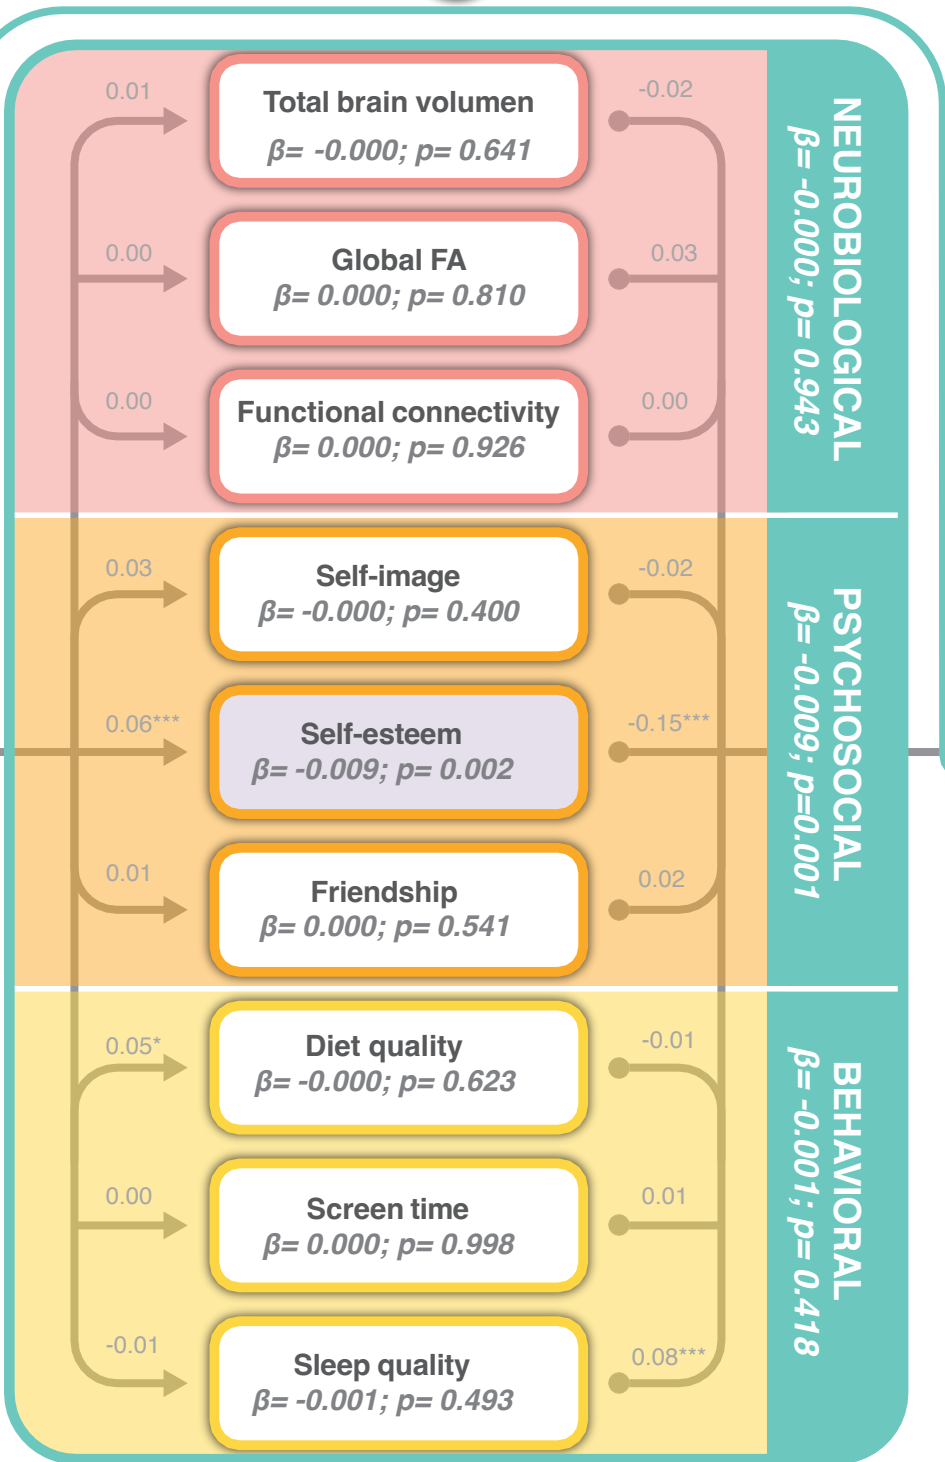 0.01
Total brain volumen
β= -0.000; p= 0.641
-0.02
0.00
Global FA
β= 0.000; p= 0.810
0.03
0.00
Functional connectivity
β= 0.000; p= 0.926
0.00
NEUROBIOLOGICAL
β= -0.000; p= 0.943
0.03
Self-image
β= -0.000; p= 0.400
-0.02
0.06***
Self-esteem
β= -0.009; p= 0.002
-0.15***
0.01
Friendship
β= 0.000; p= 0.541
0.02
PSYCHOSOCIAL
β= -0.009; p=0.001
0.05*
Diet quality
β= -0.000; p= 0.623
-0.01
0.00
Screen time
β= 0.000; p= 0.998
0.01
-0.01
Sleep quality
β= -0.001; p= 0.493
0.08***
BEHAVIORAL
β= -0.001; p= 0.418